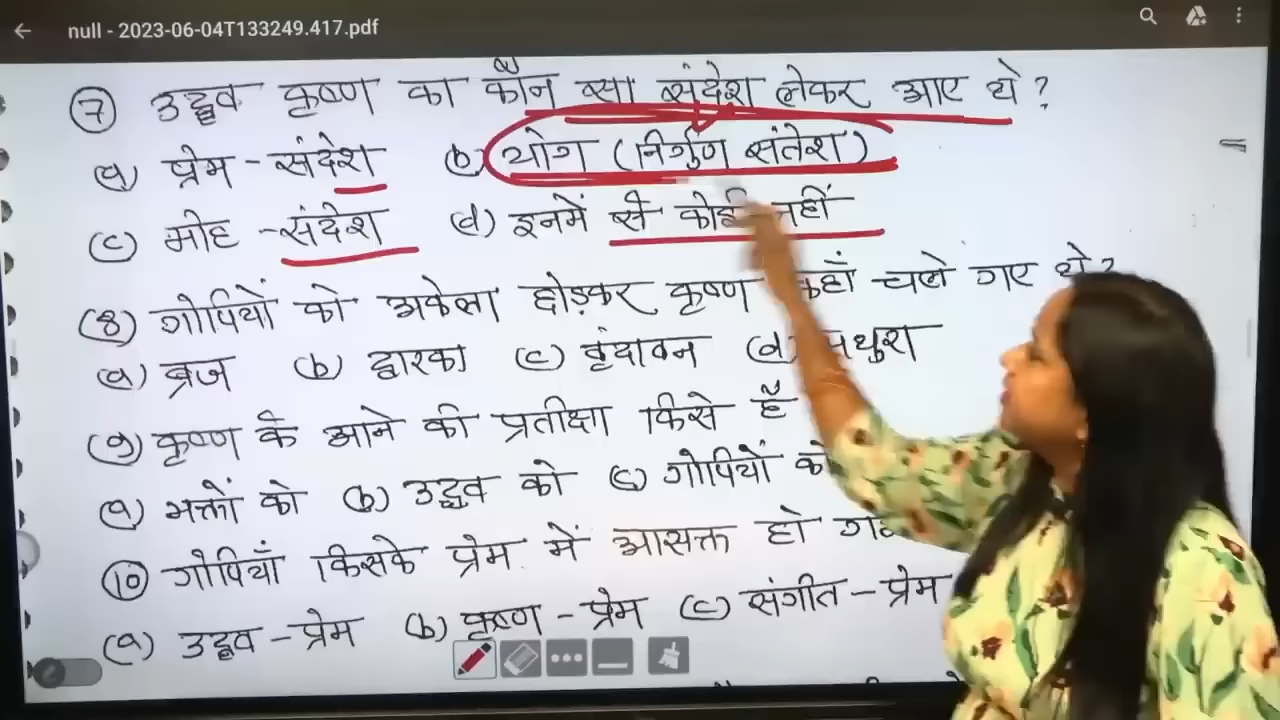 null - 2023-06-04T133249.417.pdf
⑦ उद्धव कृष्ण का कौन सा संदेश लेकर आए थे?
(a) प्रेम - संदेश (b) योग (निर्गुण संतेश)
(c) मोह - संदेश (d) इनमें से कोई नहीं
(8) गोपियों को अकेला छोड़कर कृष्ण कहाँ चले गए थे?
(a) ब्रज (b) द्वारका (c) वृंदावन (d) मथुरा
(9) कृष्ण के आने की प्रतीक्षा किसे है
(a) भक्तों को (b) उद्धव को (c) गोपियों को
⑩ गोपियाँ किसके प्रेम में आसक्त हो
(a) उद्धव - प्रेम (b) कृष्ण - प्रेम (c) संगीत - प्रेम